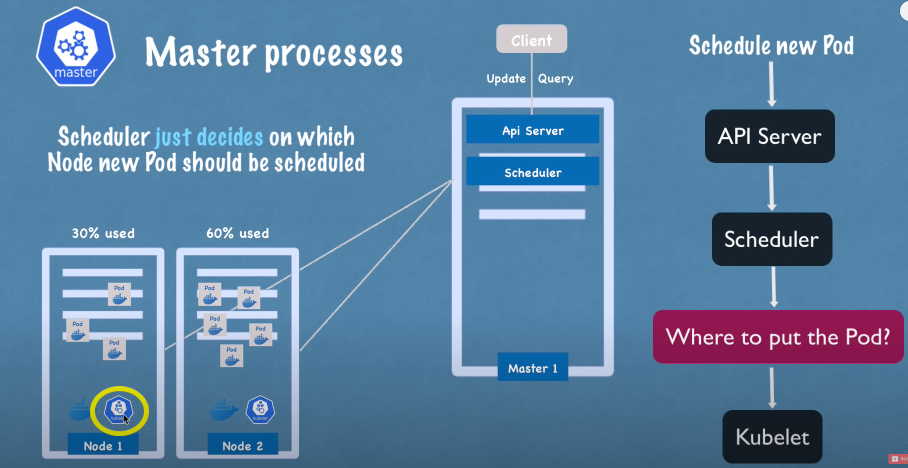 master
Master processes
Scheduler just decides on which
Node new Pod should be scheduled
30% used
60% used
Pod
Pod
Pod
Node 1
Pod
Pod
Pod
Pod
Pod
kubelet
Node 2
Client
Update
Query
Api Server
Scheduler
Master 1
Schedule new Pod
API Server
Scheduler
Where to put the Pod?
Kubelet